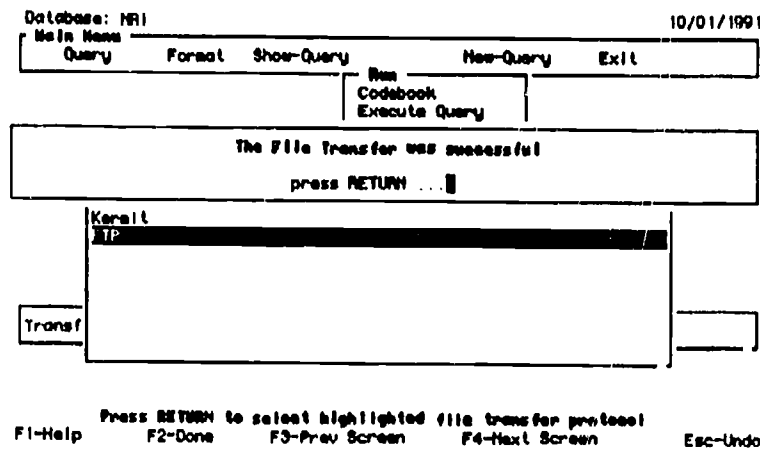 Database: NRI 10/01/1991
Main Menu
Query Format Show-Query Run New-Query Exit
Codebook
Execute Query
The File Transfer was successful
press RETURN ...
Kermit
FTP
Transf
Press RETURN to select highlighted file transfer protocol
F1-Help F2-Done F3-Prev Screen F4-Next Screen Esc-Undo